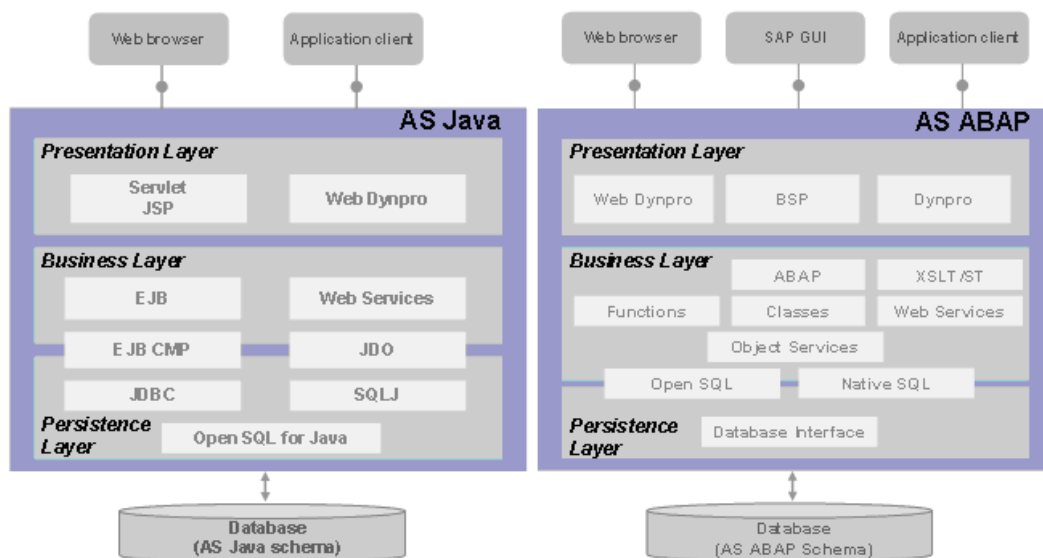 Web browser
Application client
AS Java
Presentation Layer
Servlet
JSP
Web Dynpro
Business Layer
EJB
Web Services
EJB CMP
JDO
JDBC
SQLJ
Persistence
Layer
Open SQL for Java
Database
(AS Java schema)
Web browser
SAP GUI
Application client
AS ABAP
Presentation Layer
Web Dynpro
BSP
Dynpro
Business Layer
ABAP
XSLT/ST
Functions
Classes
Web Services
Object Services
Open SQL
Native SQL
Persistence
Layer
Database Interface
Database
(AS ABAP Schema)